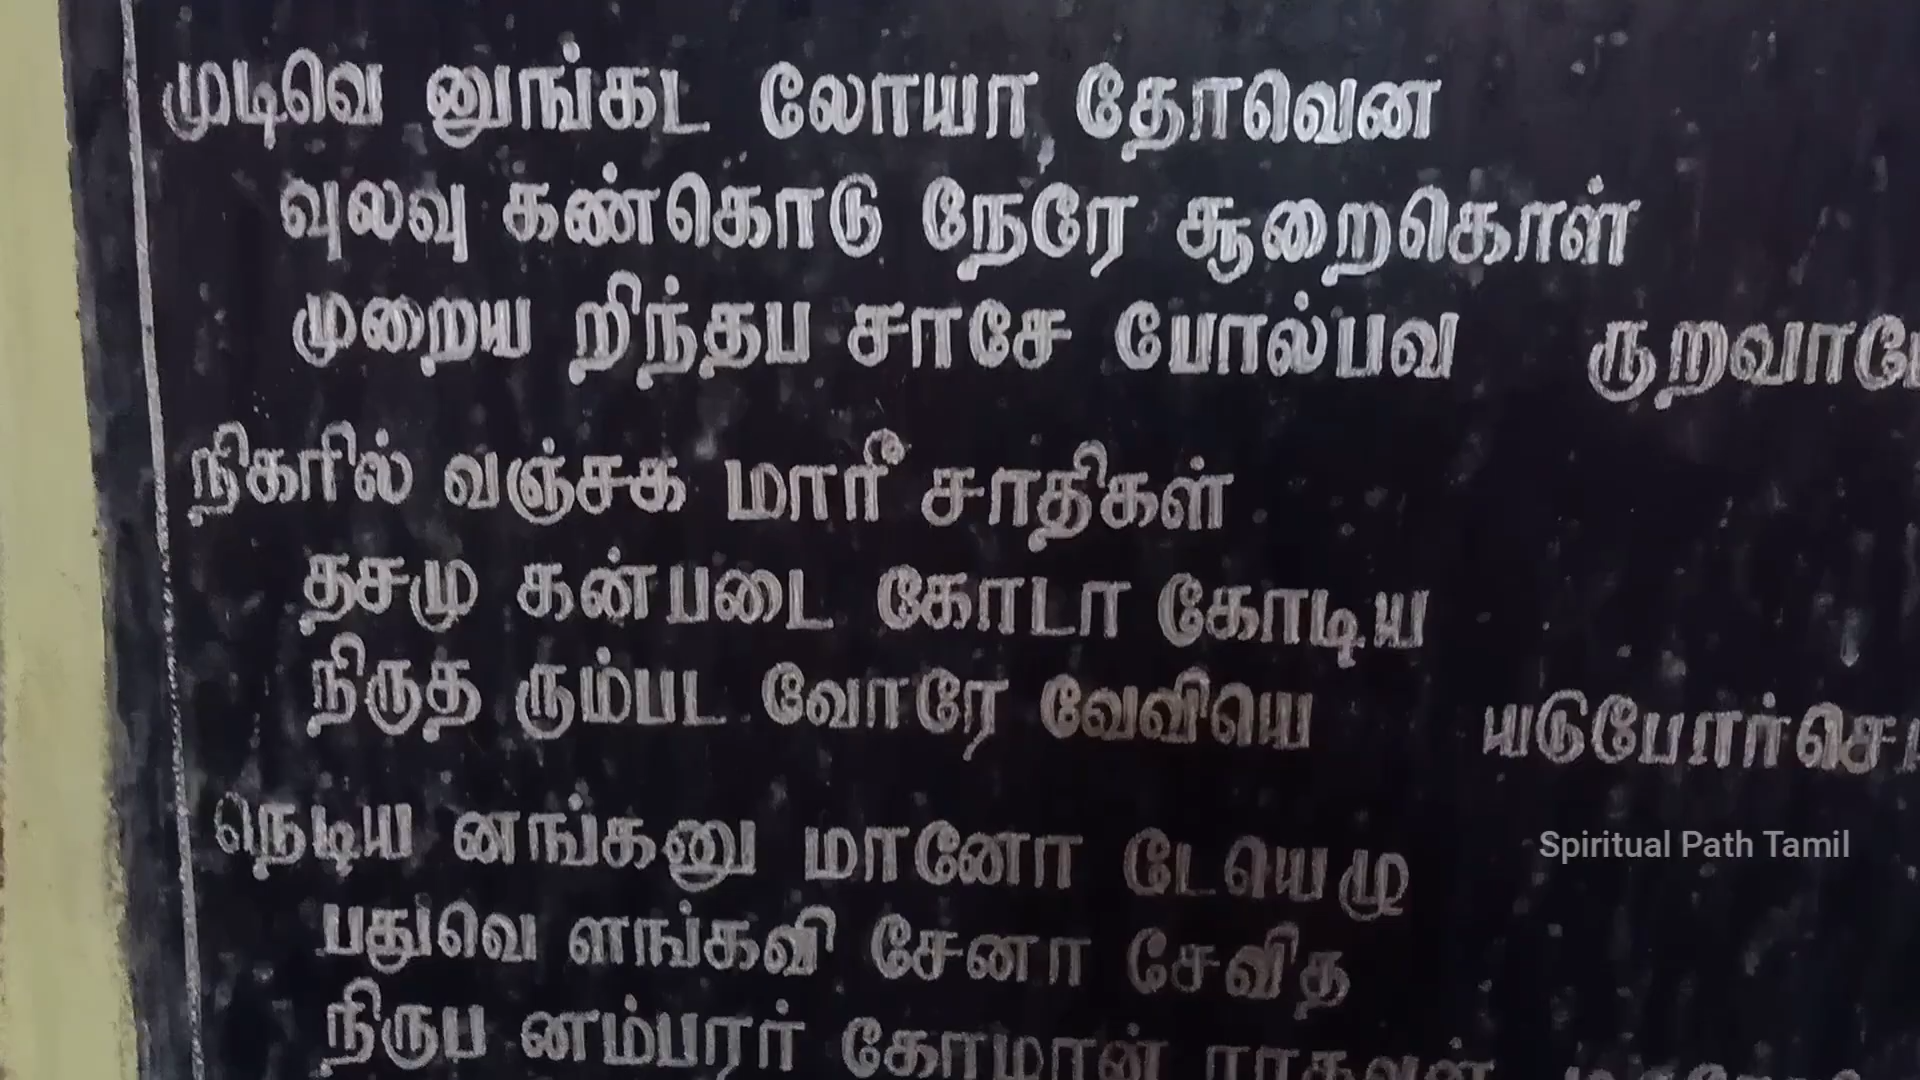 முடிவெ னுங்கட லோயா தோவென
வுலவு கண்கொடு நேரே சூறைகொள்
முறைய றிந்தப சாசே போல்பவ ருறவாமே
நிகரில் வஞ்சக மாரீ சாதிகள்
தசமு கன்படை கோடா கோடிய
நிருத ரும்பட வோரே வேவியெ யடுபோர்செ
நெடிய னங்கனு மானோ டேயெழு
பதுவெ ளங்கவி சேனா சேவித
நிருப னம்பரர் கோமான் ராகவன்
Spiritual Path Tamil